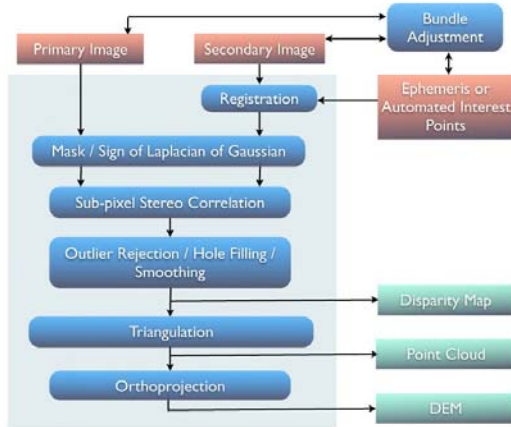 Bundle
Adjustment
Primary Image
Secondary Image
Ephemeris or
Automated Interest
Points
Registration
Mask / Sign of Laplacian of Gaussian
Sub-pixel Stereo Correlation
Outlier Rejection / Hole Filling /
Smoothing
Disparity Map
Triangulation
Point Cloud
Orthoprojection
DEM